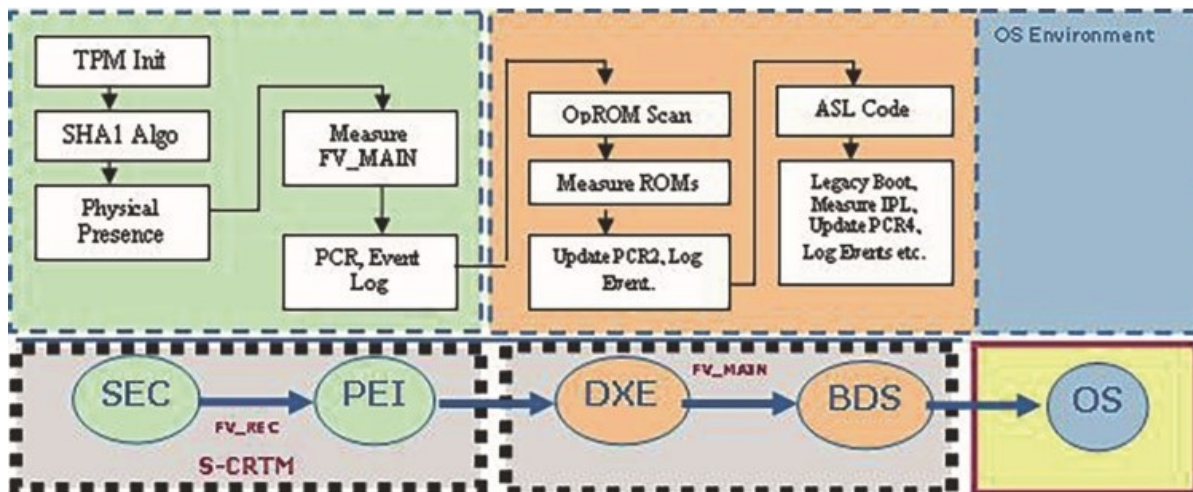 TPM Init
SHA1 Algo
Physical
Presence
Measure
FV_MAIN
PCR, Event
Log
OpROM Scan
Measure ROMs
Update PCR2, Log
Event.
ASL Code
Legacy Boot,
Measure IPL,
Update PCR4,
Log Events etc.
OS Environment
SEC
FV_REC
PEI
S-CRTM
DXE
FV_MAIN
BDS
OS